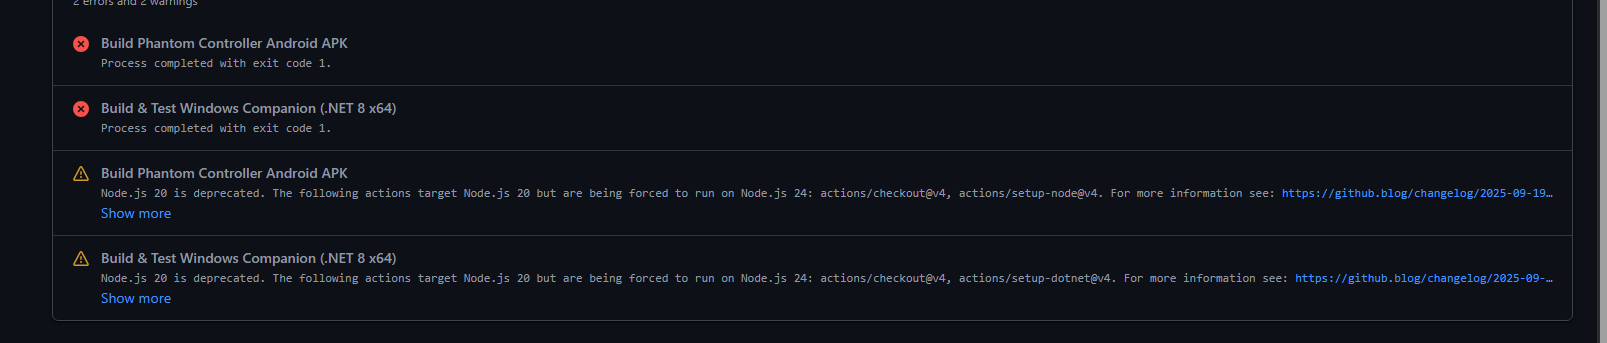 2 errors and 2 warnings
Build Phantom Controller Android APK
Process completed with exit code 1.
Build & Test Windows Companion (.NET 8 x64)
Process completed with exit code 1.
Build Phantom Controller Android APK
Node.js 20 is deprecated. The following actions target Node.js 20 but are being forced to run on Node.js 24: actions/checkout@v4, actions/setup-node@v4. For more information see: https://github.blog/changelog/2025-09-19…
Show more
Build & Test Windows Companion (.NET 8 x64)
Node.js 20 is deprecated. The following actions target Node.js 20 but are being forced to run on Node.js 24: actions/checkout@v4, actions/setup-dotnet@v4. For more information see: https://github.blog/changelog/2025-09-…
Show more